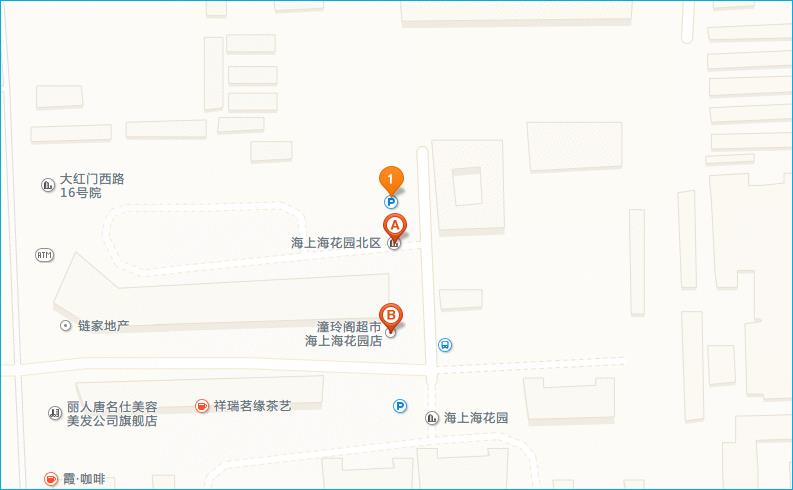 大红门西路
16号院
1
P
A
海上海花园北区
ATM
链家地产
B
潼玲阁超市
海上海花园店
丽人唐名仕美容
美发公司旗舰店
祥瑞茗缘茶艺
P
海上海花园
霞·咖啡